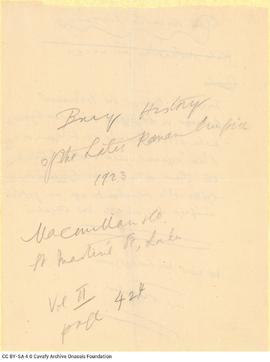 Bury History
of the Later Roman Empire
1923
Macmillan & Co.
St Martin's St, London
Vol II
page 424
CC BY-SA 4.0 Cavafy Archive Onassis Foundation